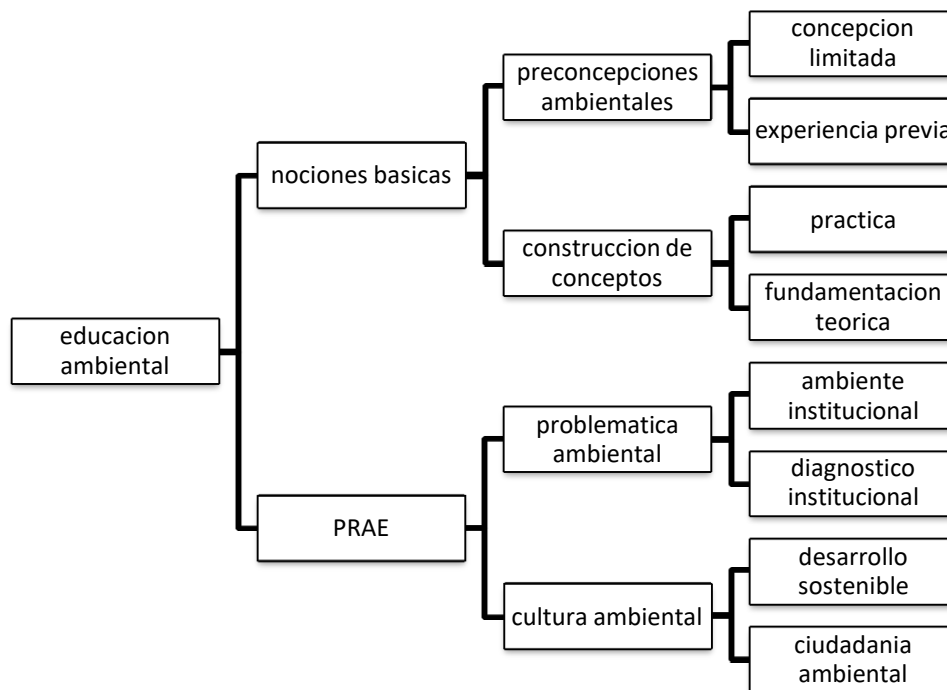 concepcion
limitada
preconcepciones
ambientales
experiencia previa
nociones basicas
practica
construccion de
conceptos
fundamentacion
teorica
educacion
ambiental
ambiente
institucional
problematica
ambiental
diagnostico
institucional
PRAE
desarrollo
sostenible
cultura ambiental
ciudadania
ambiental